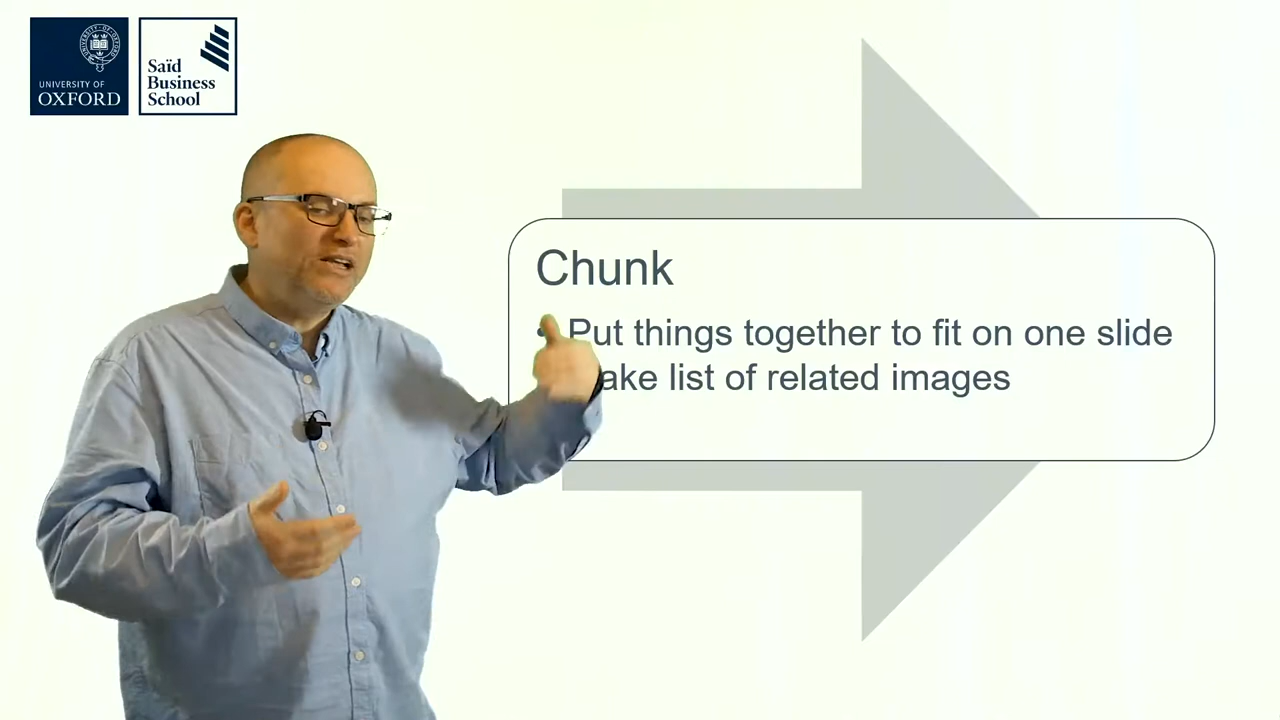 UNIVERSITY OF
OXFORD
Saïd
Business
School
Chunk
• Put things together to fit on one slide
list of related images